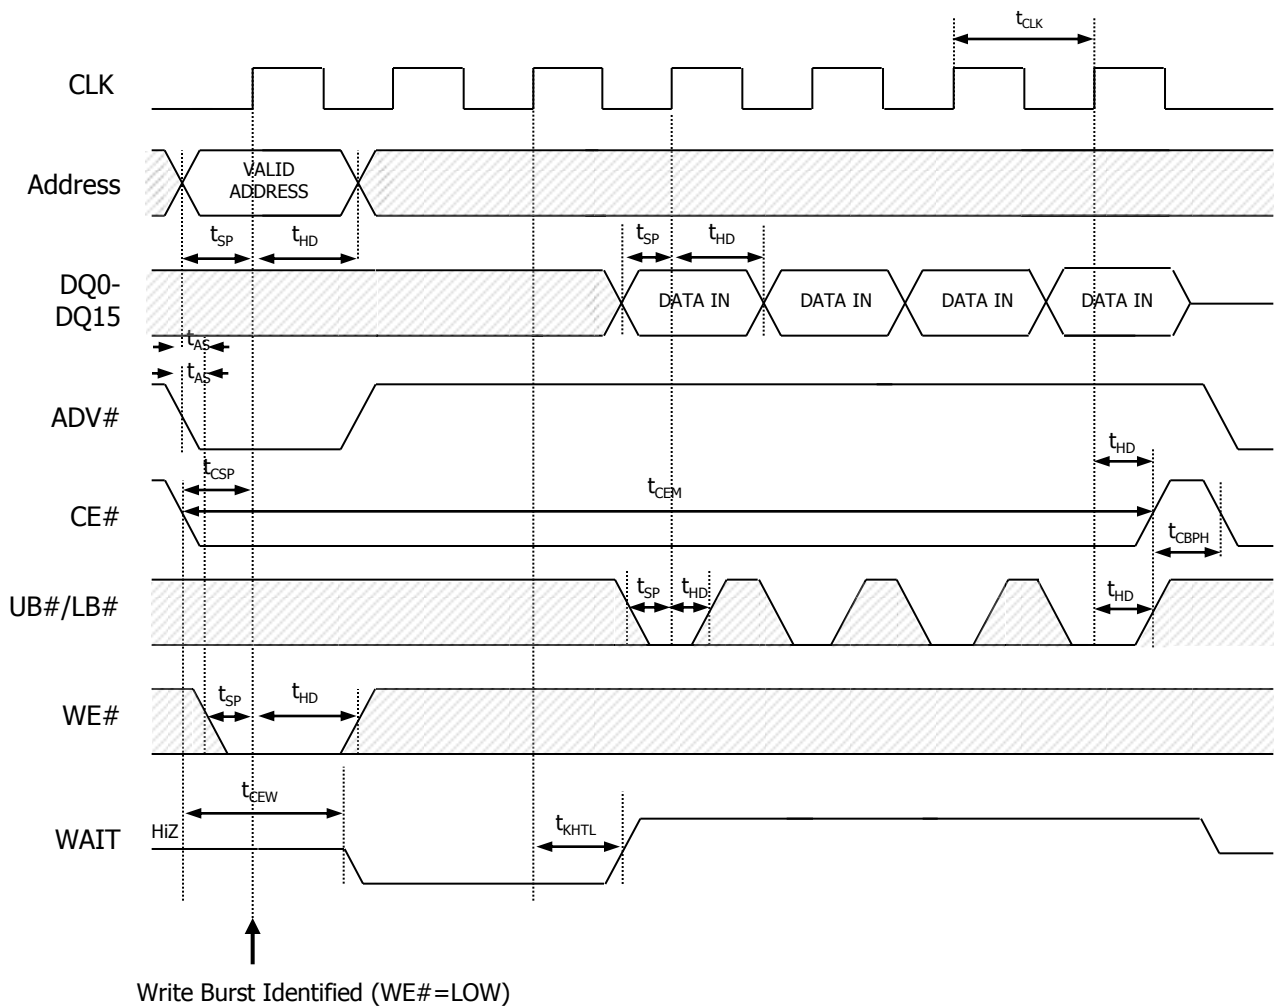 tCLK
CLK
Address
VALID
ADDRESS
tSP
tHD
tSP
tHD
DQ0-
DQ15
DATA IN
DATA IN
DATA IN
DATA IN
tAS
tAS
ADV#
tHD
tCSP
tCEM
CE#
tCBPH
UB#/LB#
tSP
tHD
tHD
WE#
tSP
tHD
tCEW
WAIT
HiZ
tKHTL
Write Burst Identified (WE#=LOW)